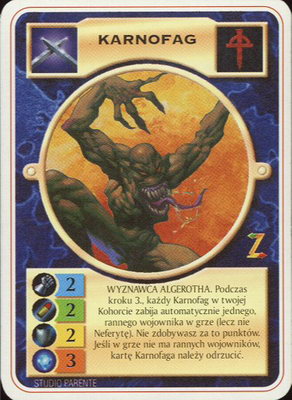 KARNOFAG
Z
2
2
2
3
WYZNAWCA ALGEROTHA. Podczas
kroku 3., każdy Karnofag w twojej
Kohorcie zabija automatycznie jednego,
rannego wojownika w grze (lecz nie
Neferytę). Nie zdobywasz za to punktów.
Jeśli w grze nie ma rannych wojowników,
kartę Karnofaga należy odrzucić.
STUDIO PARENTE